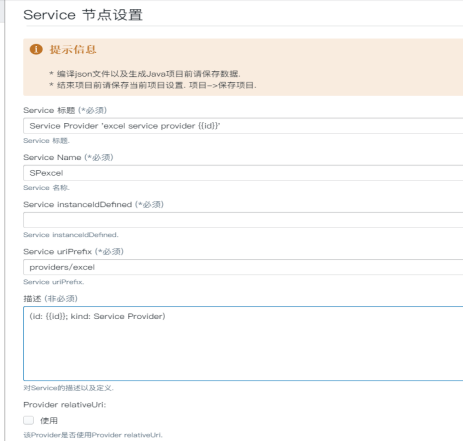 Service 节点设置
提示信息
* 编译json文件以及生成Java项目前请保存数据.
* 结束项目前请保存当前项目设置. 项目->保存项目.
Service 标题 (*必须)
Service Provider 'excel service provider {{id}}'
Service 标题.
Service Name (*必须)
SPexcel
Service 名称.
Service instanceIdDefined (*必须)
Service instanceIdDefined.
Service uriPrefix (*必须)
providers/excel
Service uriPrefix.
描述 (非必须)
(id: {{id}}; kind: Service Provider)
对Service的描述以及定义.
Provider relativeUri:
使用
该Provider是否使用Provider relativeUri.